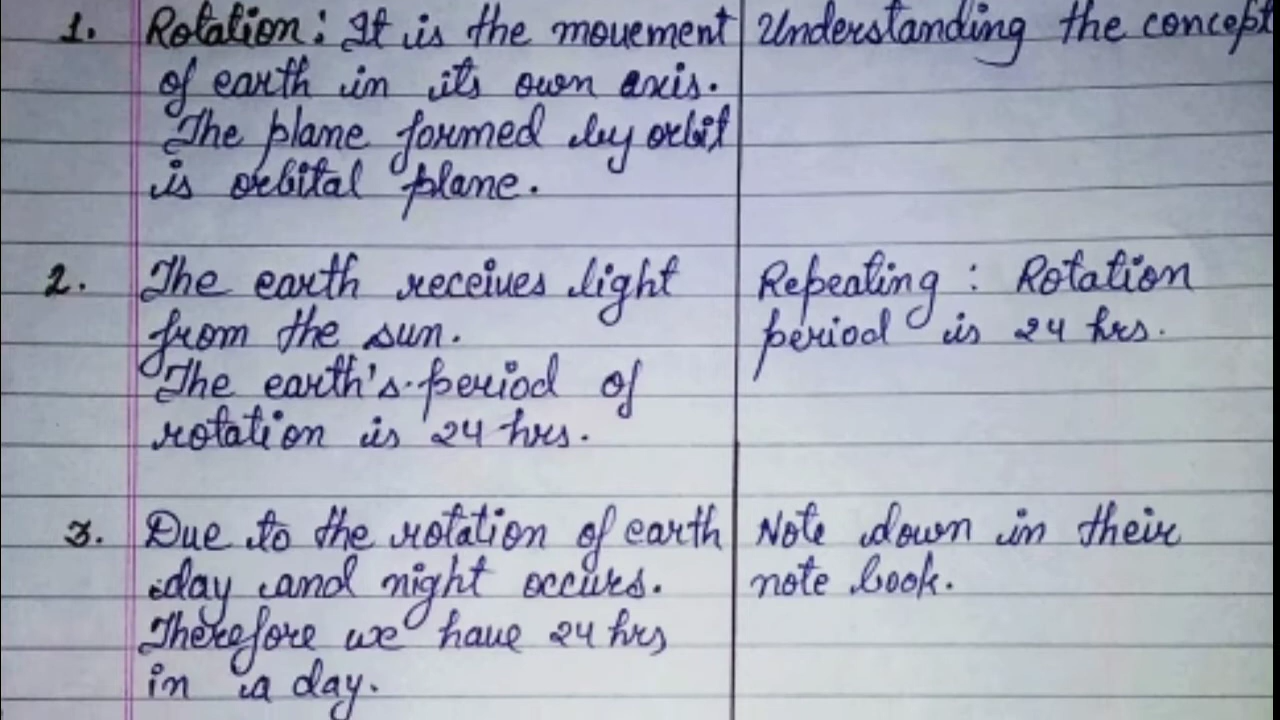 1. Rotation : It is the movement
of earth in its own axis.
The plane formed by orbit
is orbital plane.
Understanding the concept
2. The earth receives light
from the sun.
The earth's period of
rotation is 24 hrs.
Repeating : Rotation
period is 24 hrs.
3. Due to the rotation of earth
day and night occurs.
Therefore we have 24 hrs
in a day.
Note down in their
note book.